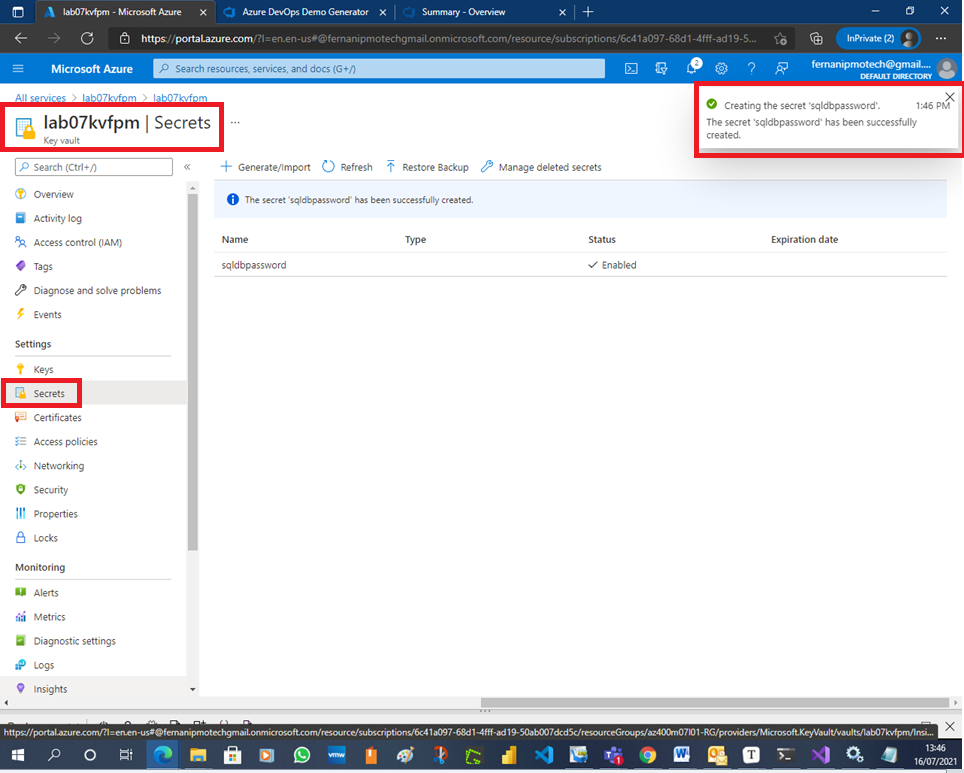 lab07kvfpm - Microsoft Azure
Azure DevOps Demo Generator
Summary - Overview
https://portal.azure.com/?l=en.en-us#@fernanipmotechgmail.onmicrosoft.com/resource/subscriptions/6c41a097-68d1-4fff-ad19-5...
InPrivate (2)
Microsoft Azure
Search resources, services, and docs (G+/)
2
fernanipmotech@gmail....
DEFAULT DIRECTORY
All services > lab07kvfpm > lab07kvfpm
lab07kvfpm | Secrets ...
Key vault
Creating the secret 'sqldbpassword'. 1:46 PM
The secret 'sqldbpassword' has been successfully
created.
Search (Ctrl+/)
«
Generate/Import
Refresh
Restore Backup
Manage deleted secrets
The secret 'sqldbpassword' has been successfully created.
Name Type Status Expiration date
sqldbpassword Enabled
Overview
Activity log
Access control (IAM)
Tags
Diagnose and solve problems
Events
Settings
Keys
Secrets
Certificates
Access policies
Networking
Security
Properties
Locks
Monitoring
Alerts
Metrics
Diagnostic settings
Logs
Insights
https://portal.azure.com/?l=en.en-us#@fernanipmotechgmail.onmicrosoft.com/resource/subscriptions/6c41a097-68d1-4fff-ad19-50ab007dcd5c/resourceGroups/az400m07l01-RG/providers/Microsoft.KeyVault/vaults/lab07kvfpm/Insi...
vmw
1
T
13:46
16/07/2021